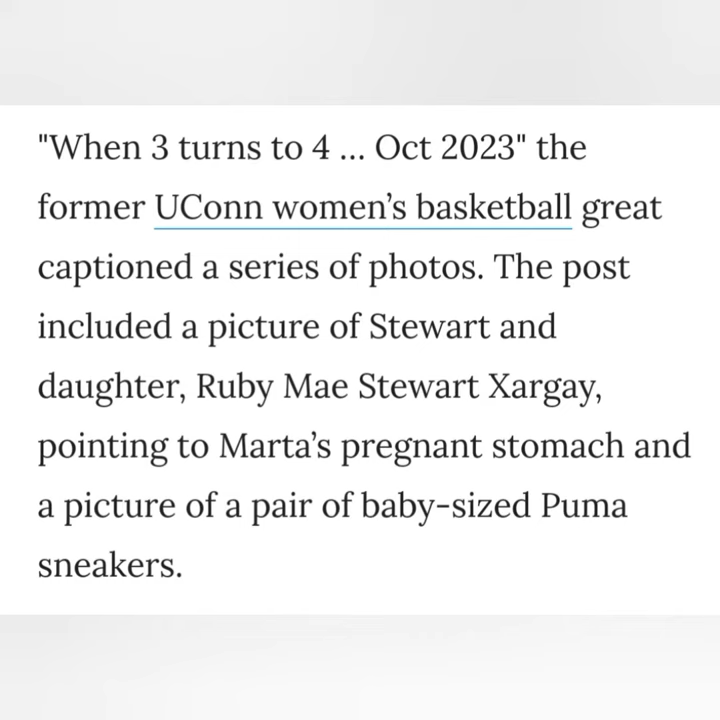 "When 3 turns to 4 ... Oct 2023" the
former UConn women’s basketball great
captioned a series of photos. The post
included a picture of Stewart and
daughter, Ruby Mae Stewart Xargay,
pointing to Marta’s pregnant stomach and
a picture of a pair of baby-sized Puma
sneakers.